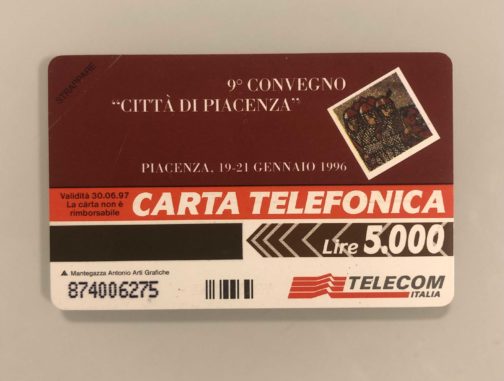 STRAPPARE
9° CONVEGNO
“CITTÀ DI PIACENZA”
PIACENZA, 19-21 GENNAIO 1996
Validità 30.06.97
La carta non è
rimborsabile
CARTA TELEFONICA
Lire 5.000
▲ Mantegazza Antonio Arti Grafiche
874006275
TELECOM
ITALIA